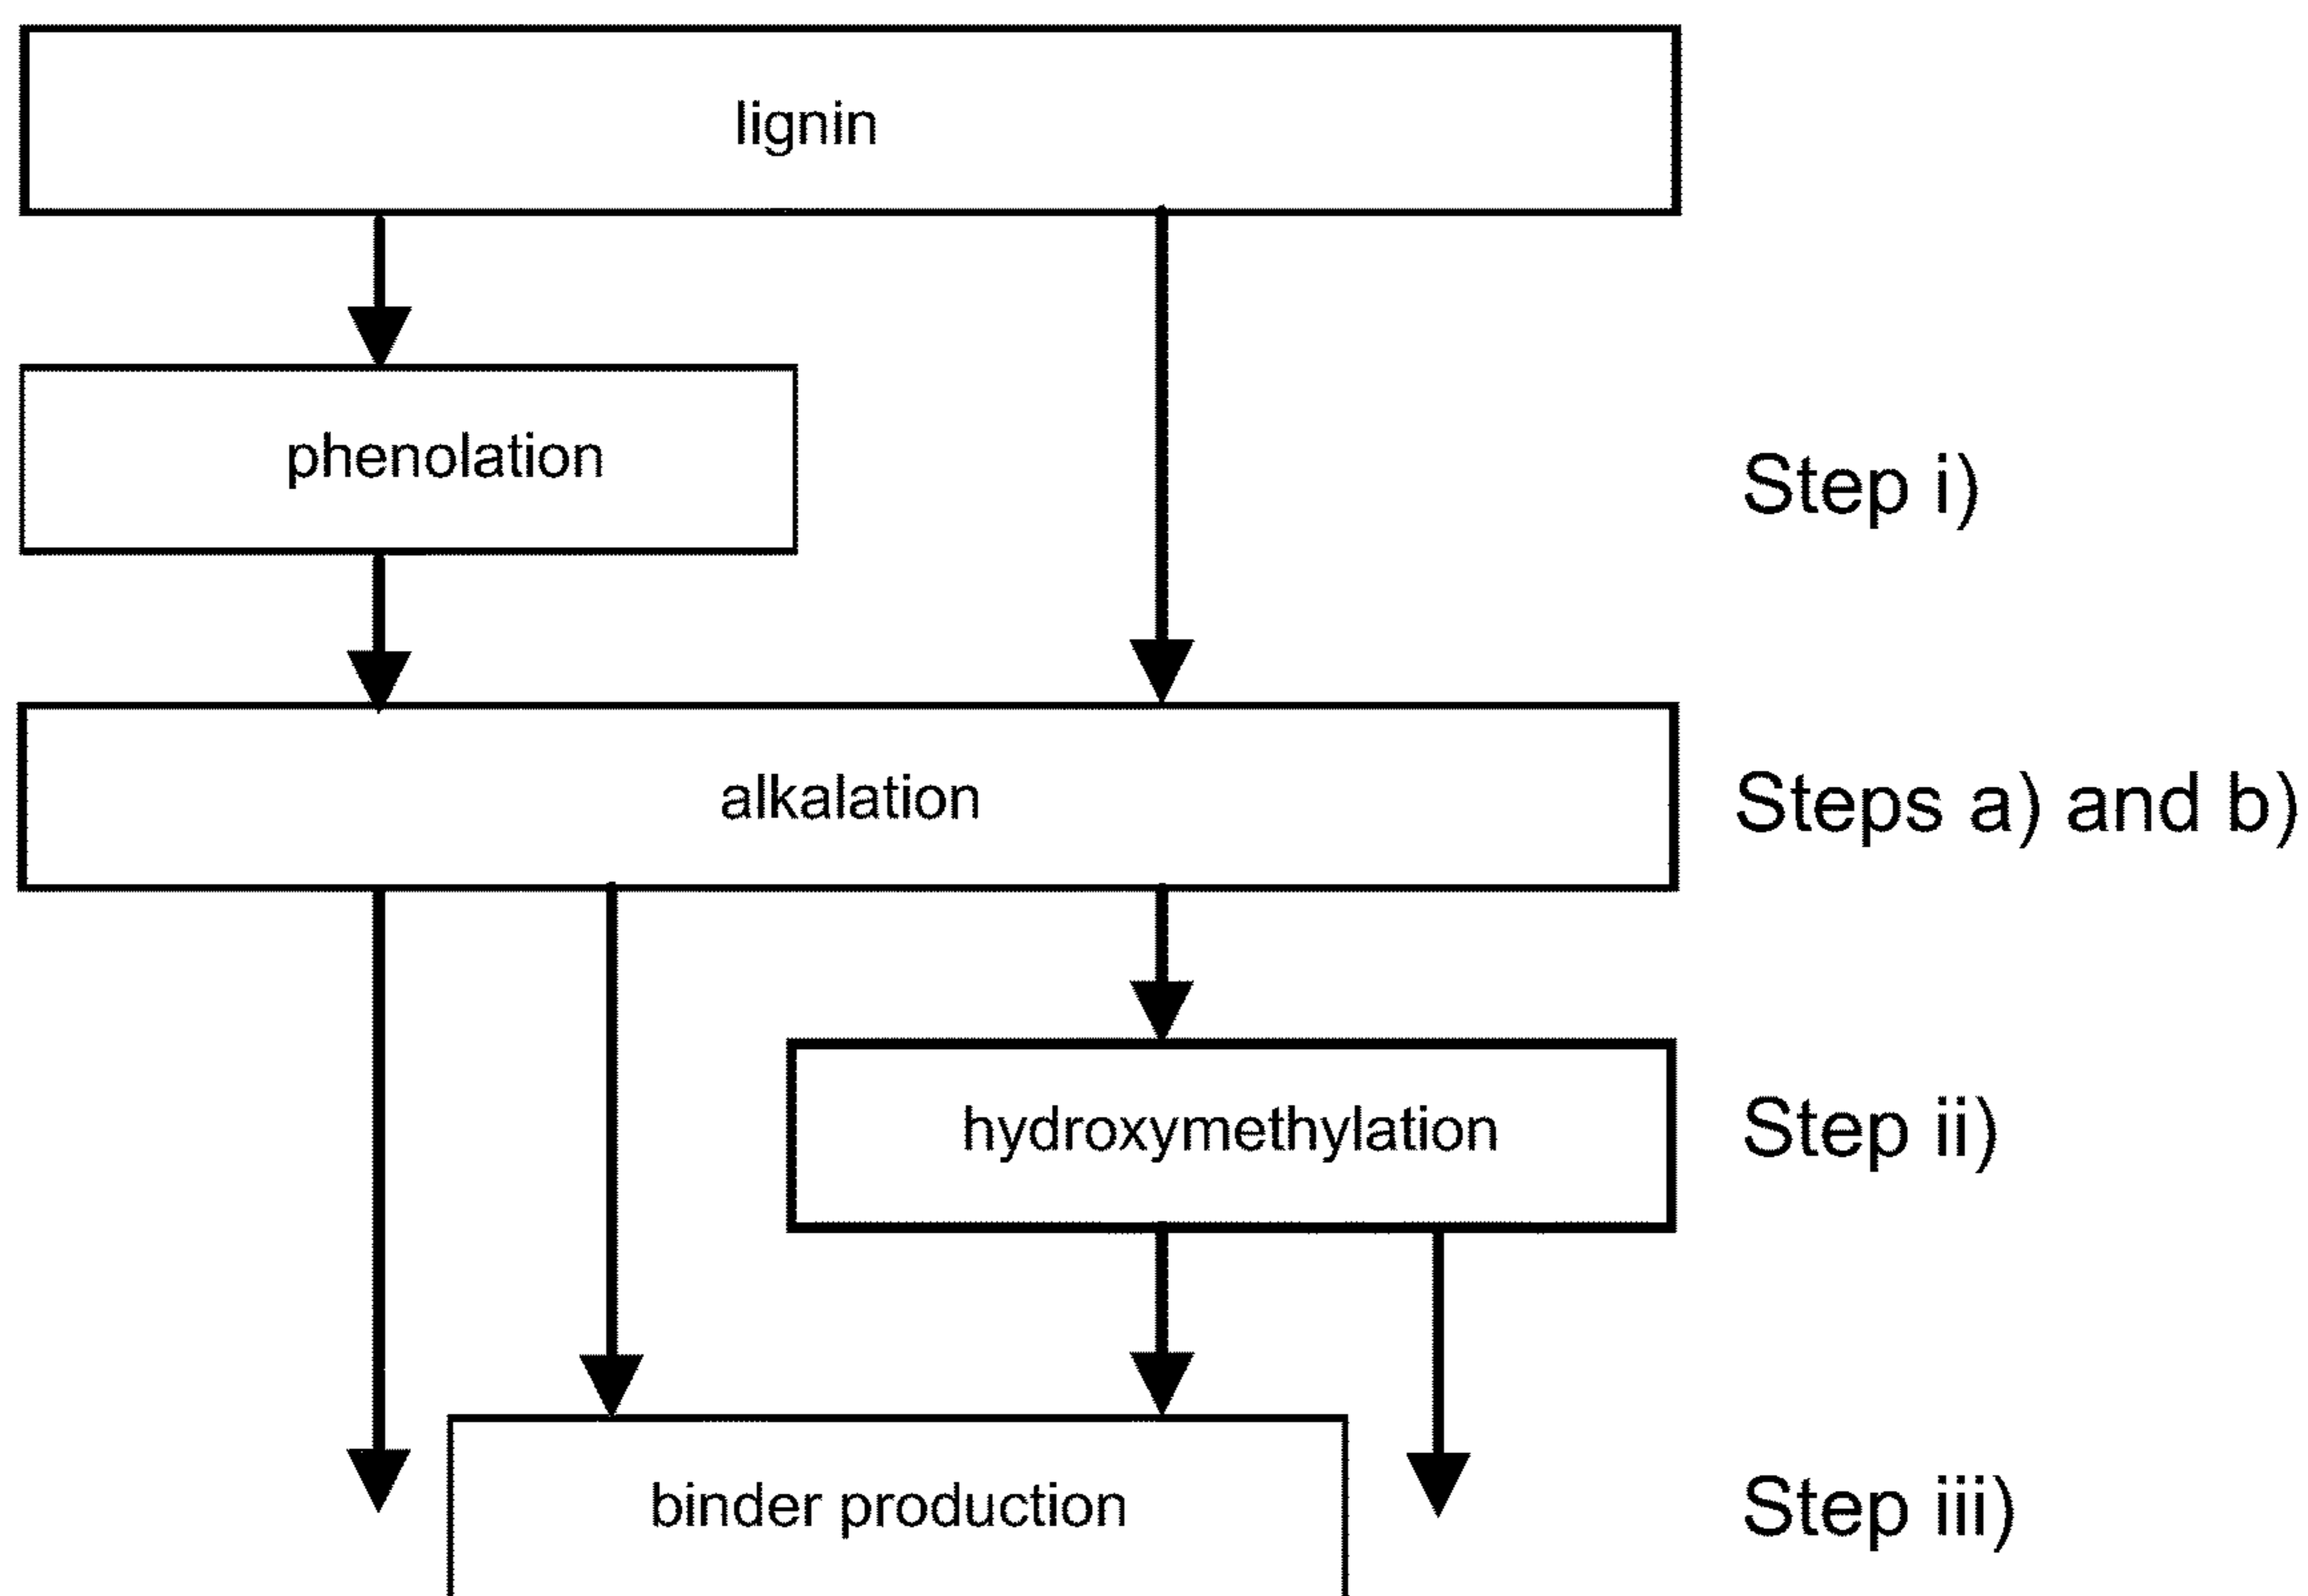 lignin
phenolation
Step i)
alkalation
Steps a) and b)
hydroxymethylation
Step ii)
binder production
Step iii)